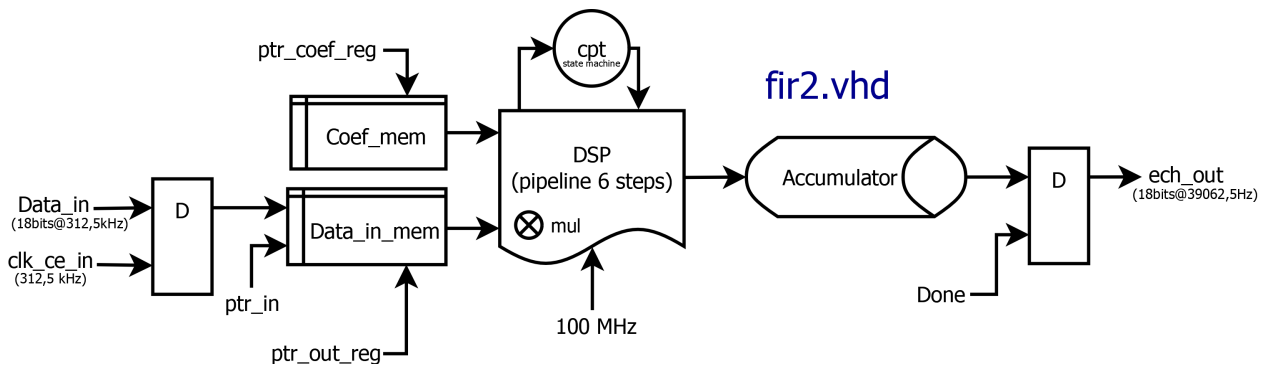 ptr_coef_reg
cpt
state machine
fir2.vhd
Coef_mem
DSP
(pipeline 6 steps)
mul
Accumulator
D
ech_out
(18bits@39062,5Hz)
Data_in
(18bits@312,5kHz)
D
Data_in_mem
clk_ce_in
(312,5 kHz)
ptr_in
Done
100 MHz
ptr_out_reg